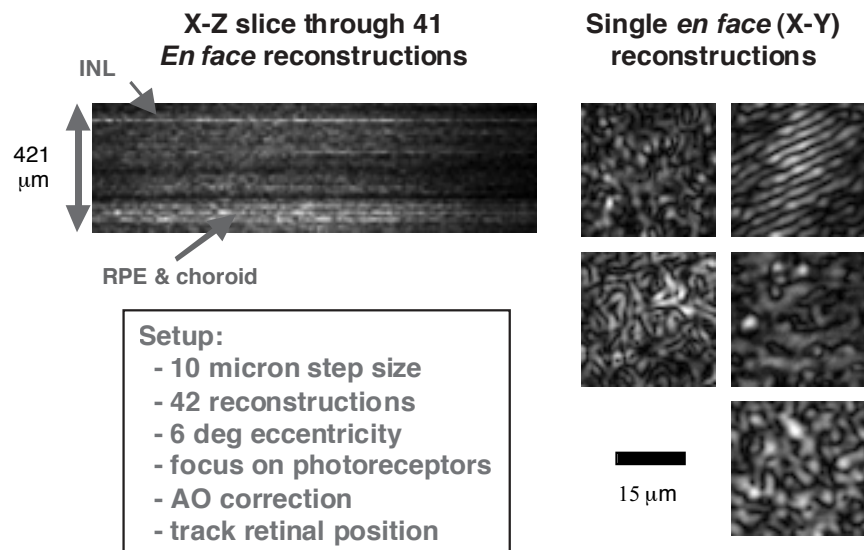 X-Z slice through 41
En face reconstructions
INL
421
μm
RPE & choroid
Setup:
- 10 micron step size
- 42 reconstructions
- 6 deg eccentricity
- focus on photoreceptors
- AO correction
- track retinal position
Single en face (X-Y)
reconstructions
15 μm